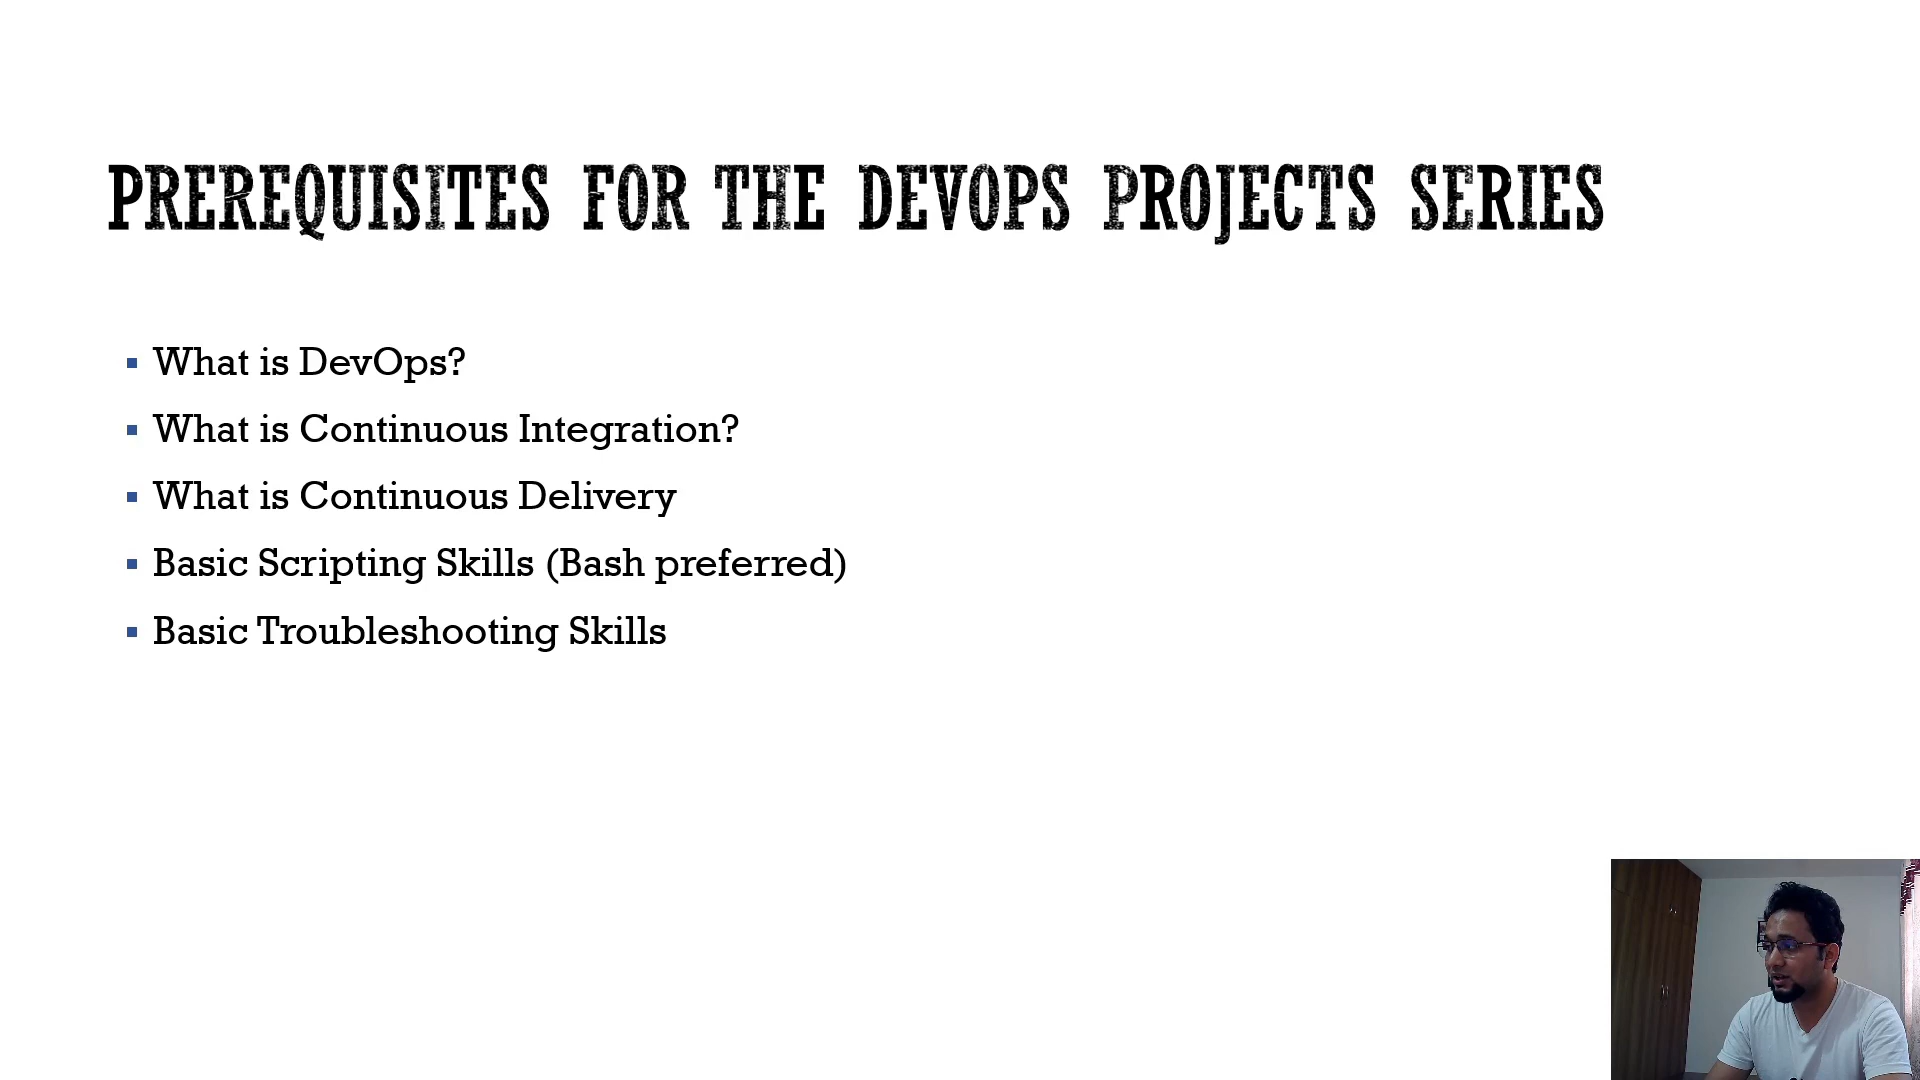 PREREQUISITES FOR THE DEVOPS PROJECTS SERIES
What is DevOps?
What is Continuous Integration?
What is Continuous Delivery
Basic Scripting Skills (Bash preferred)
Basic Troubleshooting Skills